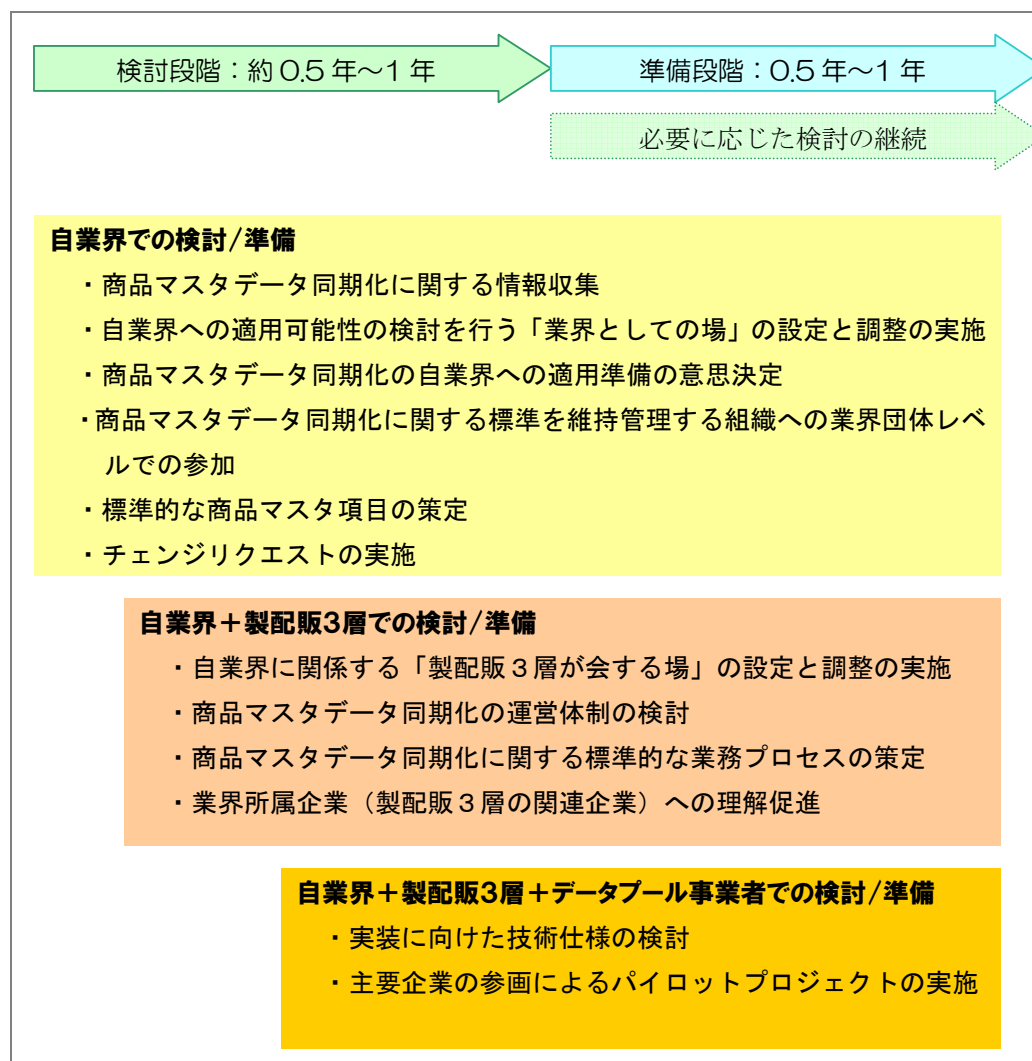 検討段階：約0.5年～1年
準備段階：0.5年～1年
必要に応じた検討の継続
自業界での検討/準備
・商品マスタデータ同期化に関する情報収集
・自業界への適用可能性の検討を行う「業界としての場」の設定と調整の実施
・商品マスタデータ同期化の自業界への適用準備の意思決定
・商品マスタデータ同期化に関する標準を維持管理する組織への業界団体レベ
ルでの参加
・標準的な商品マスタ項目の策定
・チェンジリクエストの実施
自業界＋製配販3層での検討/準備
・自業界に関係する「製配販３層が会する場」の設定と調整の実施
・商品マスタデータ同期化の運営体制の検討
・商品マスタデータ同期化に関する標準的な業務プロセスの策定
・業界所属企業（製配販３層の関連企業）への理解促進
自業界＋製配販3層＋データプール事業者での検討/準備
・実装に向けた技術仕様の検討
・主要企業の参画によるパイロットプロジェクトの実施